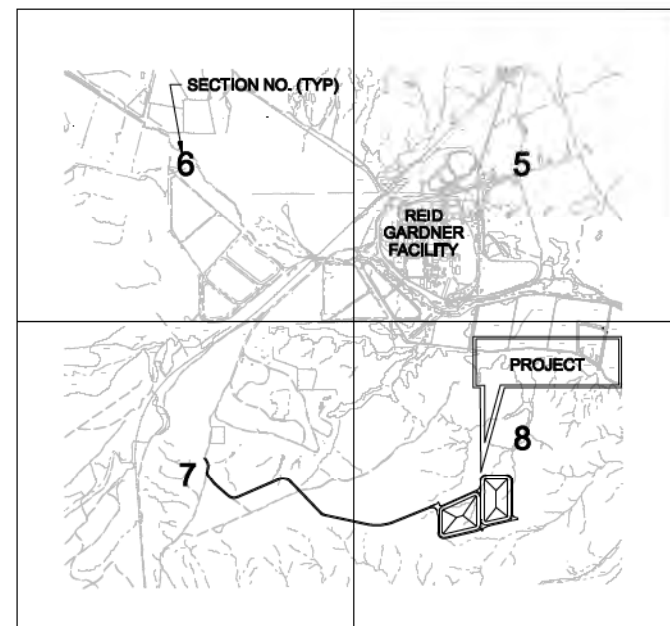 SECTION NO. (TYP)
6
5
REID
GARDNER
FACILITY
PROJECT
8
7